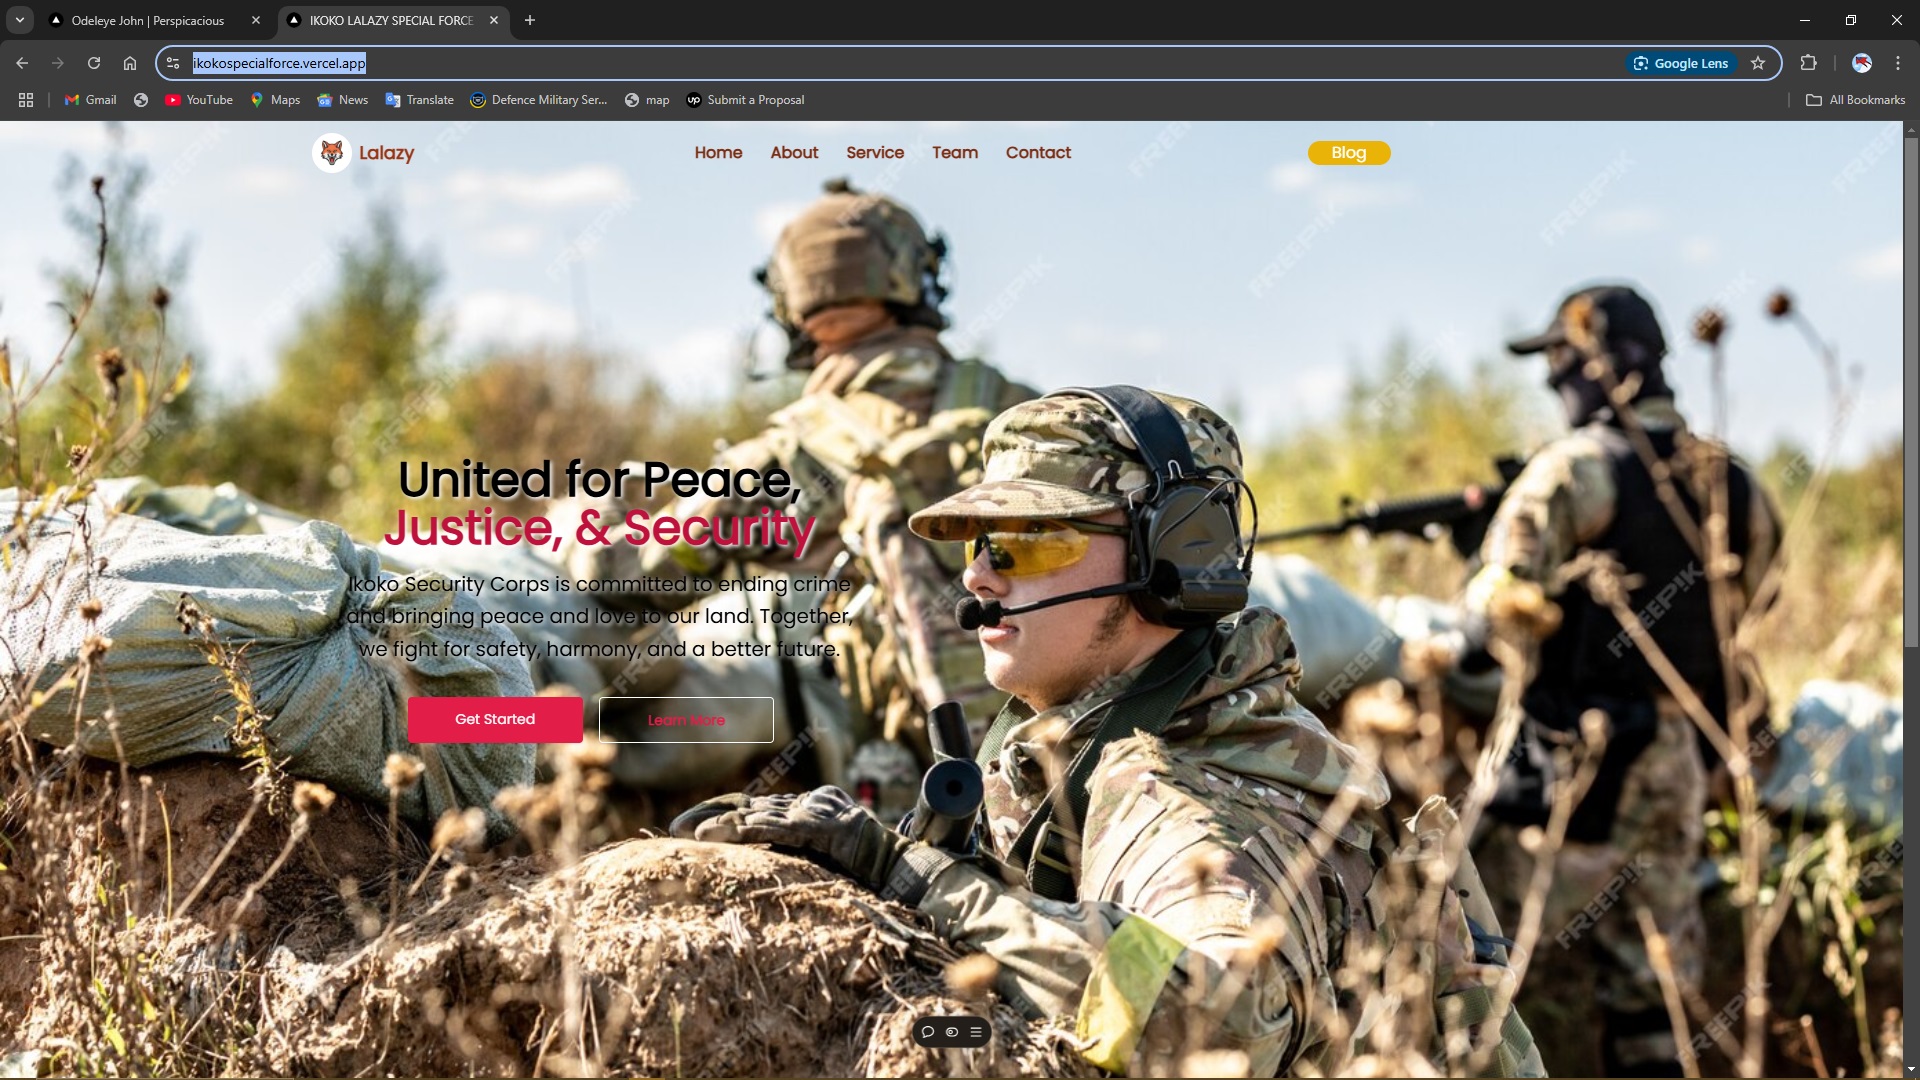 Odeleye John | Perspicacious
IKOKO LALAZY SPECIAL FORCE
ikokospecialforce.vercel.app
Google Lens
Gmail
YouTube
Maps
News
Translate
Defence Military Ser...
map
up
Submit a Proposal
All Bookmarks
Lalazy
Home
About
Service
Team
Contact
Blog
United for Peace,
Justice, & Security
Ikoko Security Corps is committed to ending crime
and bringing peace and love to our land. Together,
we fight for safety, harmony, and a better future.
Get Started
Learn More
FREEPIK